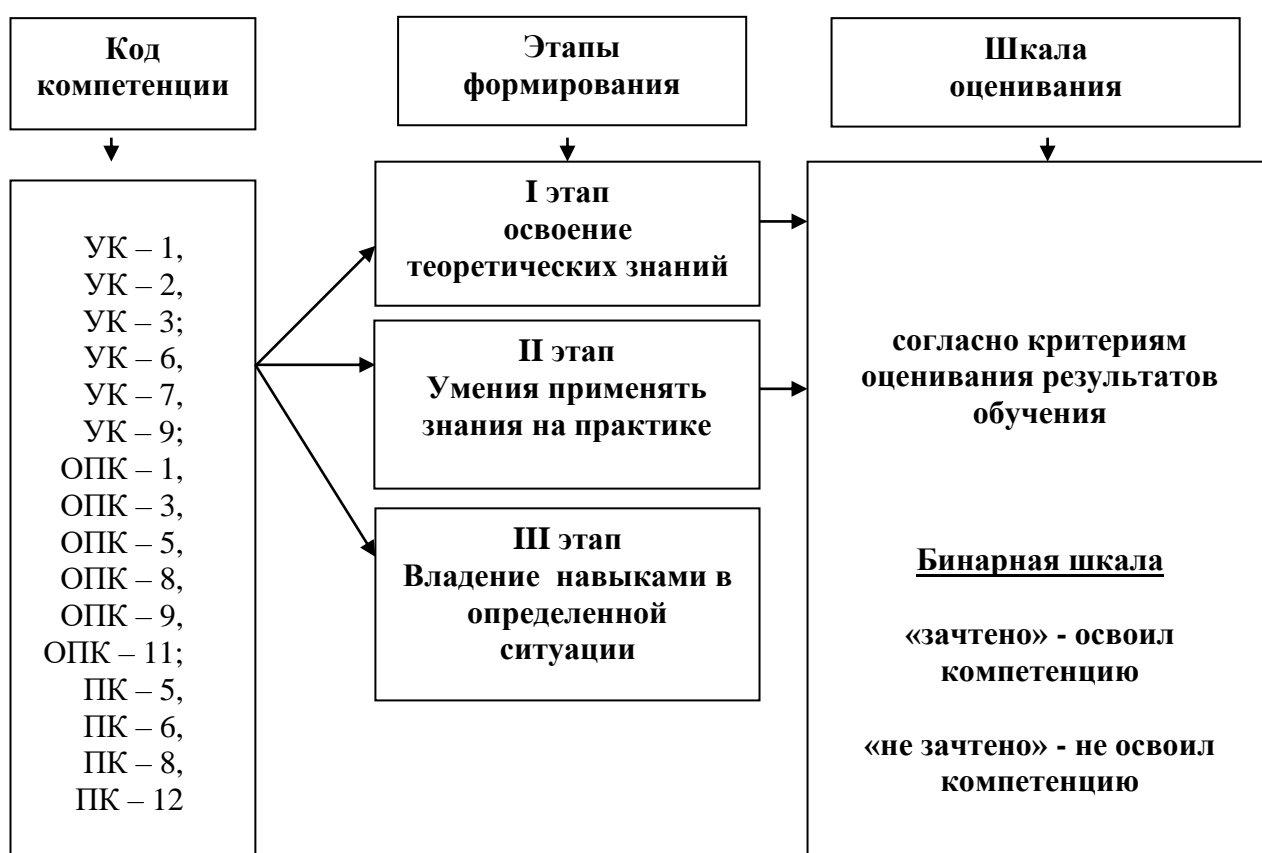 Код
компетенции
Этапы
формирования
Шкала
оценивания
УК – 1,
УК – 2,
УК – 3;
УК – 6,
УК – 7,
УК – 9;
ОПК – 1,
ОПК – 3,
ОПК – 5,
ОПК – 8,
ОПК – 9,
ОПК – 11;
ПК – 5,
ПК – 6,
ПК – 8,
ПК – 12
I этап
освоение
теоретических знаний
II этап
Умения применять
знания на практике
III этап
Владение навыками в
определенной
ситуации
согласно критериям
оценивания результатов
обучения
Бинарная шкала
«зачтено» - освоил
компетенцию
«не зачтено» - не освоил
компетенцию